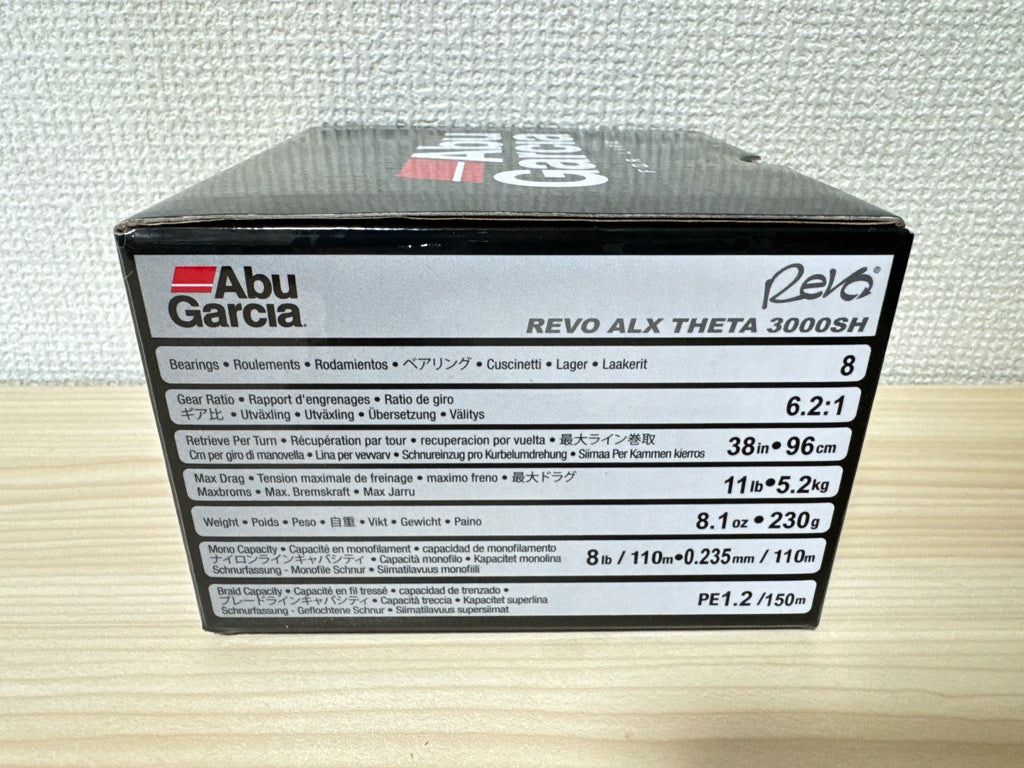 Abu
Garcia
FOR
Abu
Garcia
Revo®
REVO ALX THETA 3000SH
Bearings • Roulements • Rodamientos • ベアリング • Cuscinetti • Lager • Laakerit
8
Gear Ratio • Rapport d'engrenages • Ratio de giro
ギア比 • Utväxling • Utväxling • Übersetzung • Välitys
6.2:1
Retrieve Per Turn • Récupération par tour • recuperacion por vuelta • 最大ライン巻取
Cm per giro di manovella • Lina per vevvarv • Schnureinzug pro Kurbelumdrehung • Siimaa Per Kammen kierros
38in•96cm
Max Drag • Tension maximale de freinage • maximo freno • 最大ドラグ
Maxbroms • Max. Bremskraft • Max Jarru
11lb•5.2kg
Weight • Poids • Peso • 自重 • Vikt • Gewicht • Paino
8.1oz • 230g
Mono Capacity • Capacité en monofilament • capacidad de monofilamento
ナイロンラインキャパシティ • Capacità monofilo • Kapacitet monolina
Schnurfassung - Monofile Schnur • Siimatilavuus monofiili
8lb / 110m•0.235mm / 110m
Braid Capacity • Capacité en fil tressé • capacidad de trenzado •
ブレードラインキャパシティ • Capacità treccia • Kapacitet superlina
Schnurfassung - Geflochtene Schnur • Siimatilavuus supersiimat
PE1.2 /150m